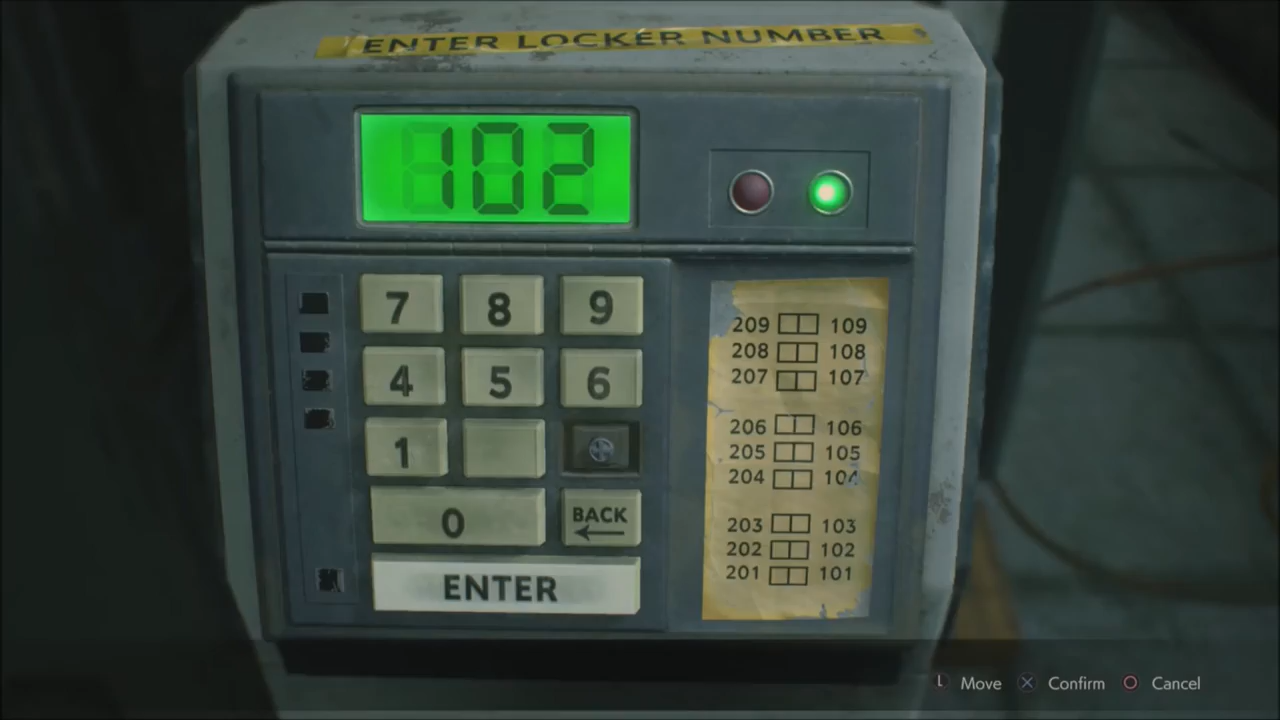 ENTER LOCKER NUMBER
102
7 8 9
4 5 6
1
0 BACK
ENTER
209 109
208 108
207 107
206 106
205 105
204 104
203 103
202 102
201 101
L Move Confirm Cancel